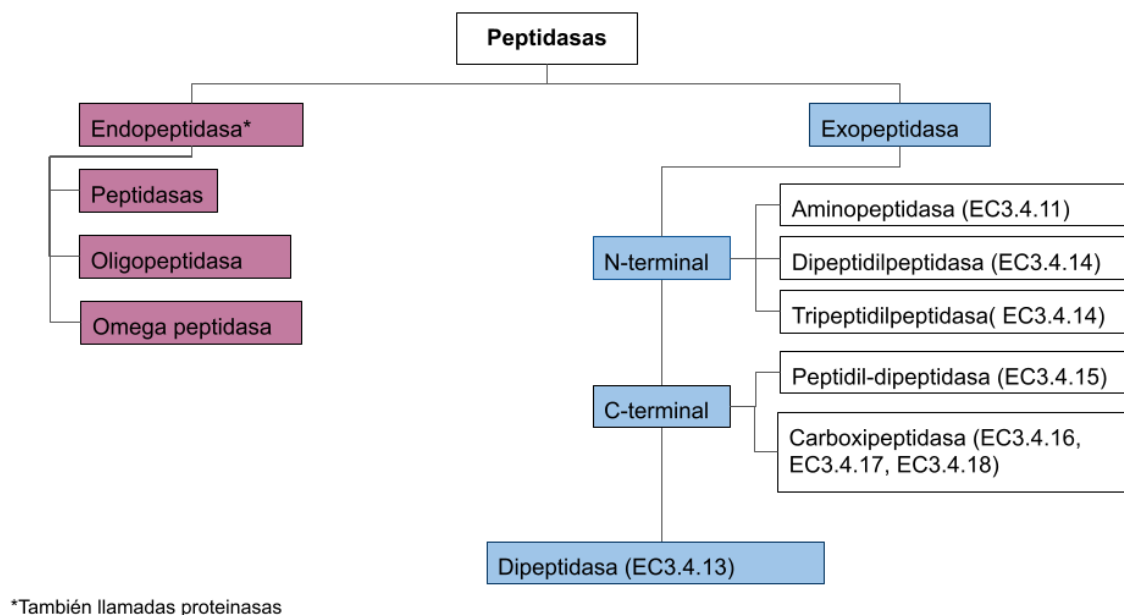 Peptidasas
Endopeptidasa*
Peptidasas
Oligopeptidasa
Omega peptidasa
Exopeptidasa
N-terminal
Aminopeptidasa (EC3.4.11)
Dipeptidilpeptidasa (EC3.4.14)
Tripeptidilpeptidasa( EC3.4.14)
C-terminal
Peptidil-dipeptidasa (EC3.4.15)
Carboxipeptidasa (EC3.4.16,
EC3.4.17, EC3.4.18)
Dipeptidasa (EC3.4.13)
*También llamadas proteinasas